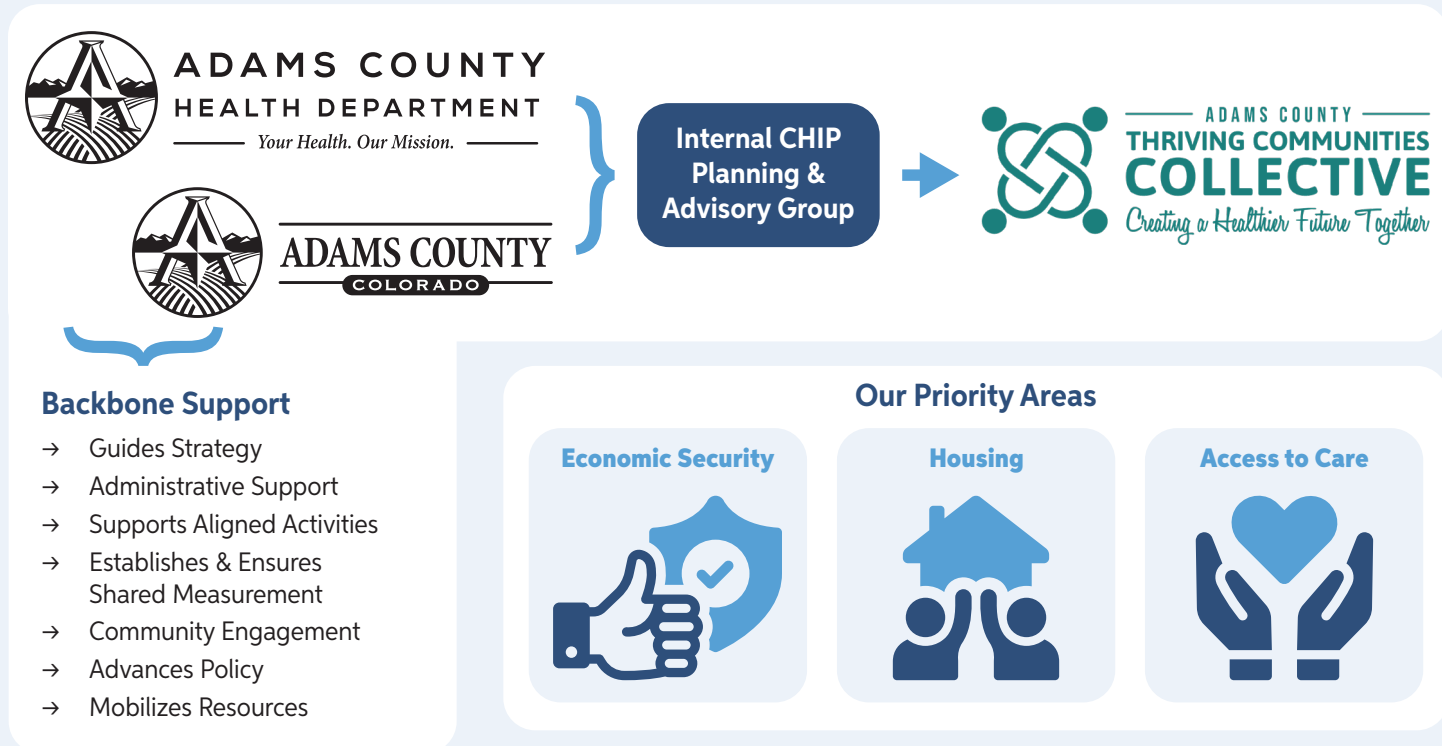 ADAMS COUNTY
HEALTH DEPARTMENT
Your Health. Our Mission.
ADAMS COUNTY
COLORADO
Internal CHIP
Planning &
Advisory Group
ADAMS COUNTY
THRIVING COMMUNITIES
COLLECTIVE
Creating a Healthier Future Together
Backbone Support
→ Guides Strategy
→ Administrative Support
→ Supports Aligned Activities
→ Establishes & Ensures
Shared Measurement
→ Community Engagement
→ Advances Policy
→ Mobilizes Resources
Our Priority Areas
Economic Security
Housing
Access to Care